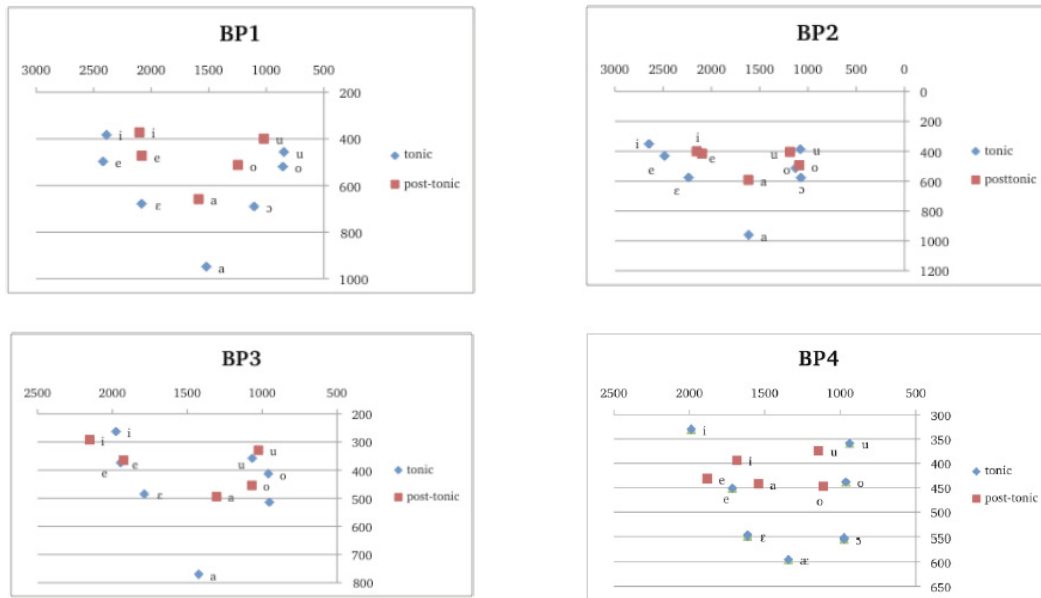 BP1
3000 2500 2000 1500 1000 500
200
400
600
800
1000
i i u
e e u
o o
ɛ a ɔ
a
tonic
post-tonic
BP2
3000 2500 2000 1500 1000 500 0
0
200
400
600
800
1000
1200
i i
e e u u
o o
ɛ a ɔ
a
tonic
posttonic
BP3
2500 2000 1500 1000 500
200
300
400
500
600
700
800
i i u
e e u o
ɛ a o
a
tonic
post-tonic
BP4
2500 2000 1500 1000 500
300
350
400
450
500
550
600
650
i u
i u
e a o
e o
ɛ ɔ
æ
tonic
post-tonic